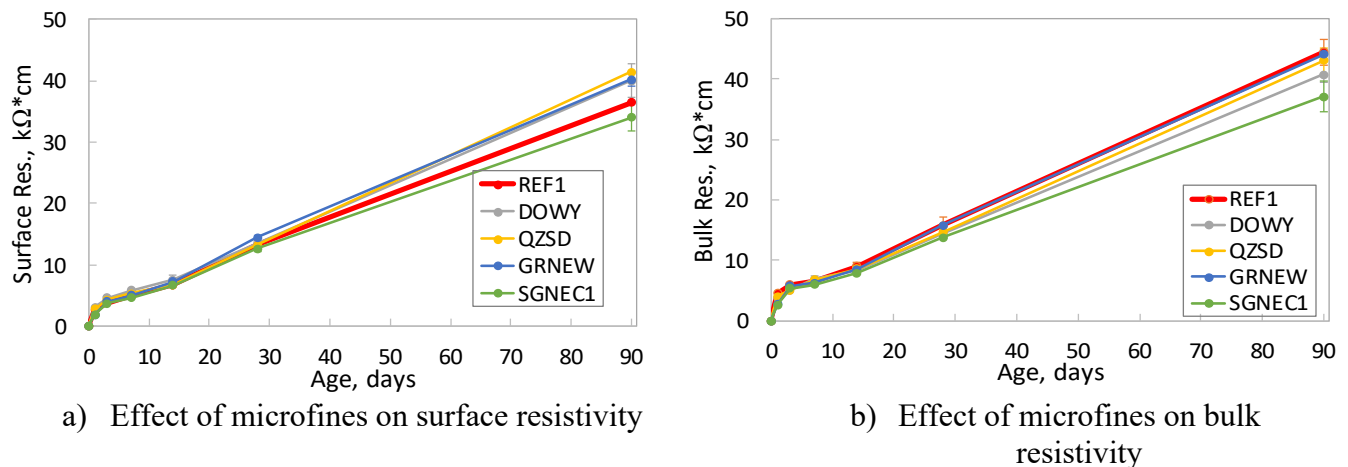 50
40
30
20
10
0
Surface Res., kΩ*cm
REF1
DOWY
QZSD
GRNEW
SGNEC1
0 10 20 30 40 50 60 70 80 90
Age, days
a) Effect of microfines on surface resistivity
50
40
30
20
10
0
Bulk Res., kΩ*cm
REF1
DOWY
QZSD
GRNEW
SGNEC1
0 10 20 30 40 50 60 70 80 90
Age, days
b) Effect of microfines on bulk
resistivity